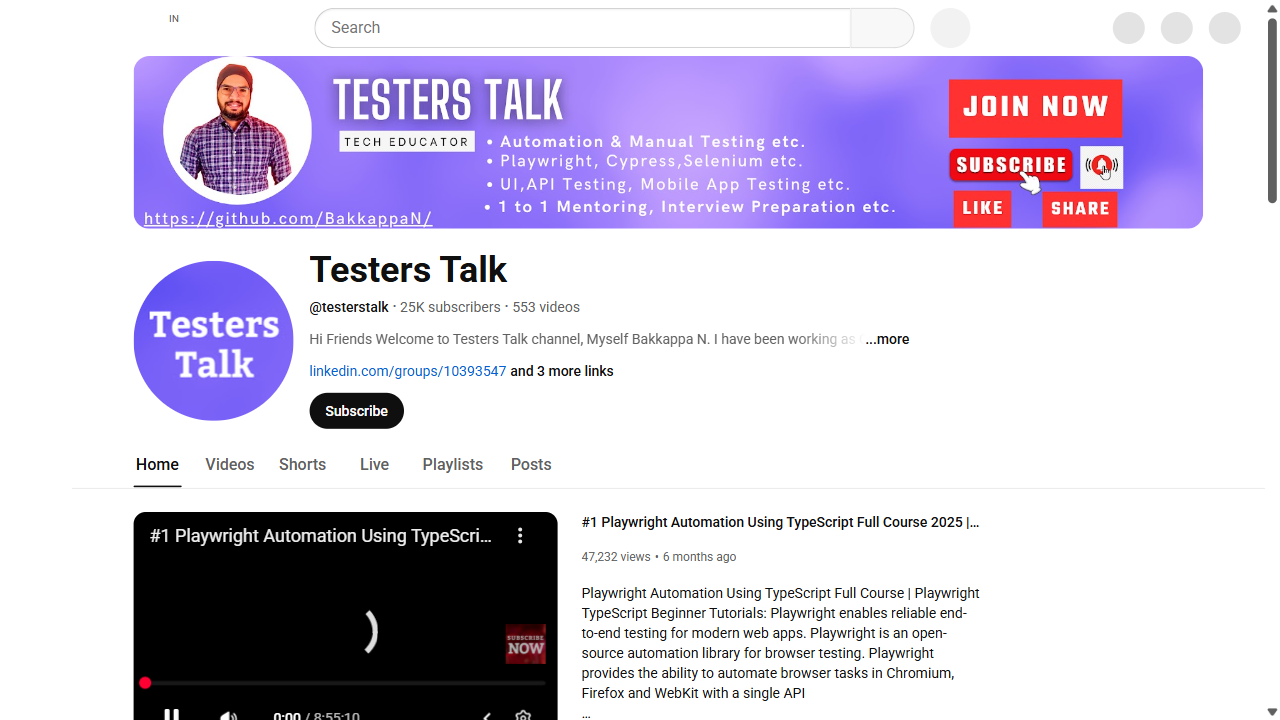 IN
Search
TESTERS TALK
TECH EDUCATOR
• Automation & Manual Testing etc.
• Playwright, Cypress,Selenium etc.
• UI,API Testing, Mobile App Testing etc.
• 1 to 1 Mentoring, Interview Preparation etc.
https://github.com/BakkappaN/
JOIN NOW
SUBSCRIBE
LIKE
SHARE
Testers
Talk
Testers Talk
@testerstalk • 25K subscribers • 553 videos
Hi Friends Welcome to Testers Talk channel, Myself Bakkappa N. I have been working as ...more
linkedin.com/groups/10393547 and 3 more links
Subscribe
Home Videos Shorts Live Playlists Posts
#1 Playwright Automation Using TypeScri...
SUBSCRIBE
NOW
0:00 / 8:55:10
#1 Playwright Automation Using TypeScript Full Course 2025 |...
47,232 views • 6 months ago
Playwright Automation Using TypeScript Full Course | Playwright
TypeScript Beginner Tutorials: Playwright enables reliable end-
to-end testing for modern web apps. Playwright is an open-
source automation library for browser testing. Playwright
provides the ability to automate browser tasks in Chromium,
Firefox and WebKit with a single API
...